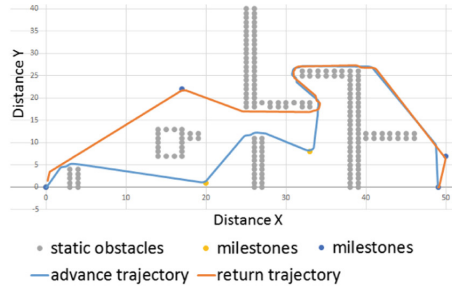 40
35
30
25
20
15
10
5
0
-5
0 10 20 30 40 50
Distance Y
Distance X
static obstacles milestones milestones
advance trajectory return trajectory